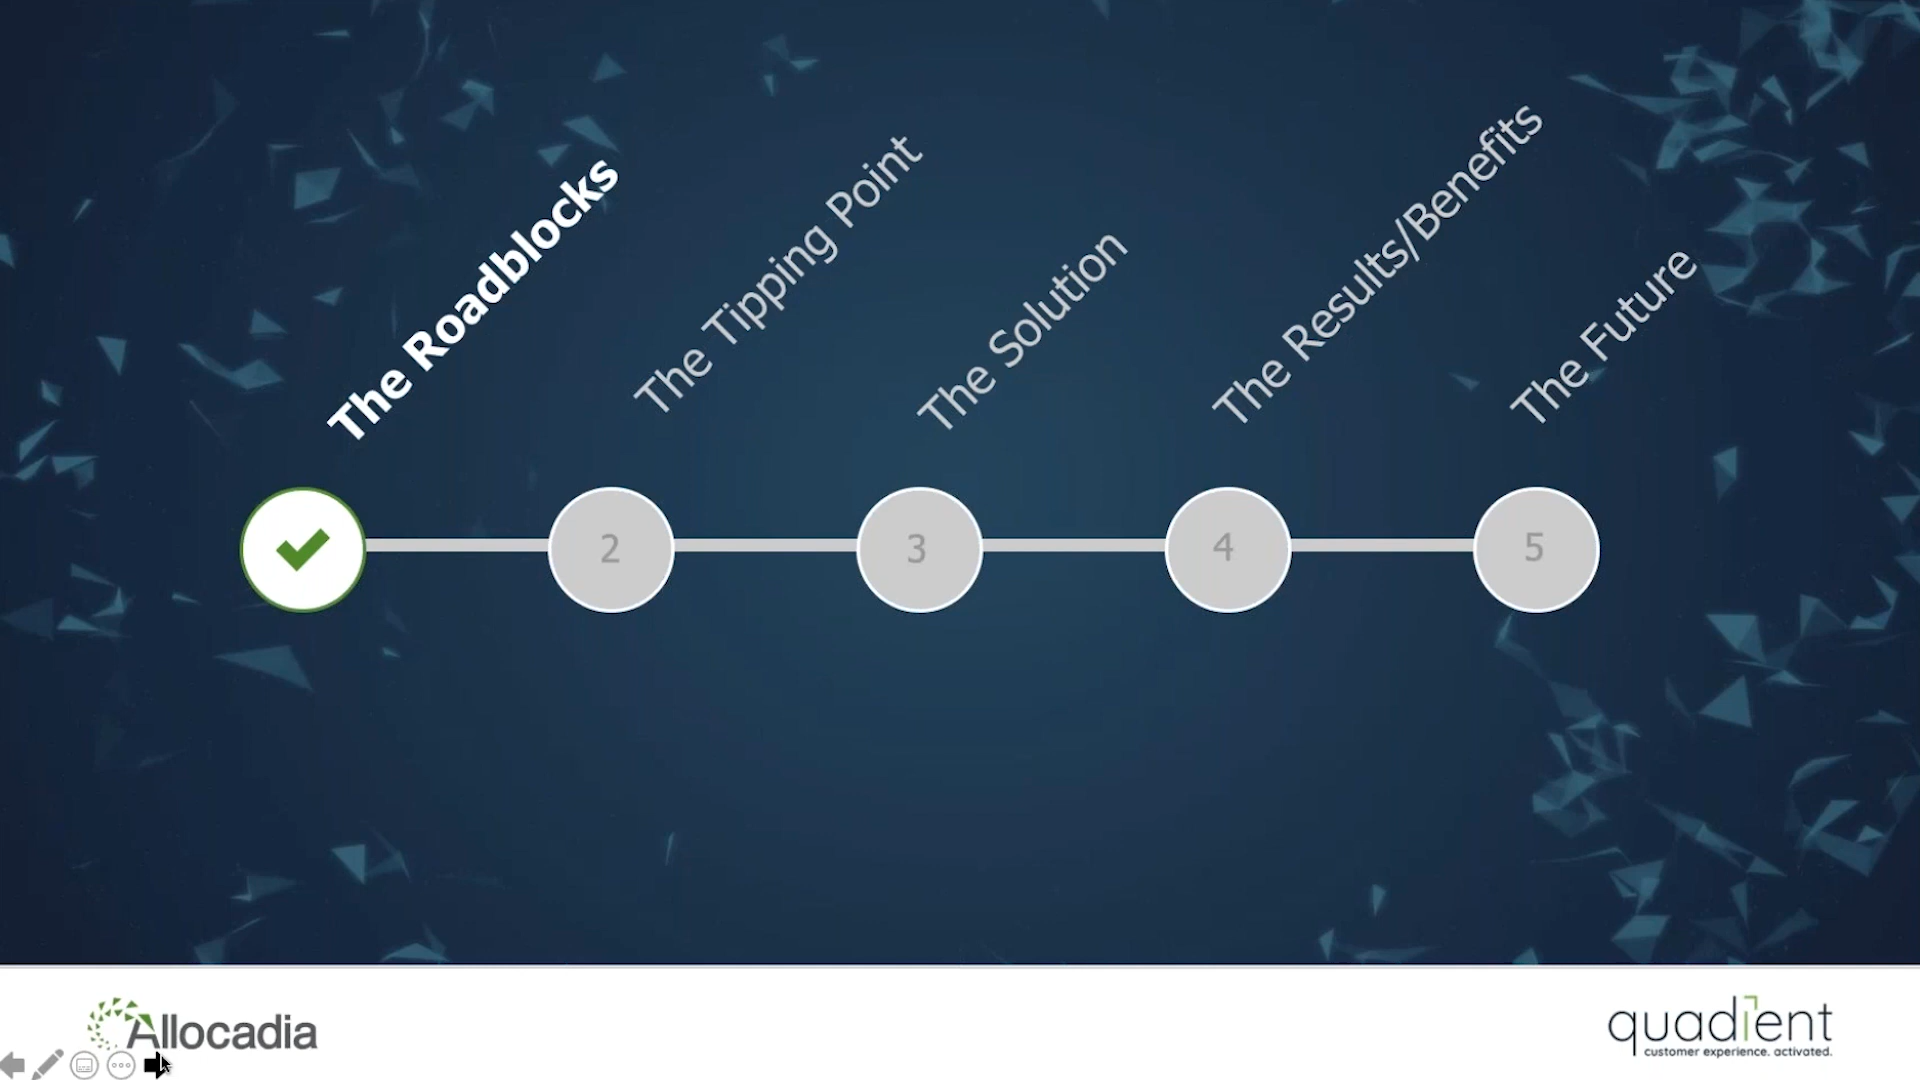 The Roadblocks
The Tipping Point
The Solution
The Results/Benefits
The Future
2
3
4
5
Allocadia
quadient
customer experience. activated.